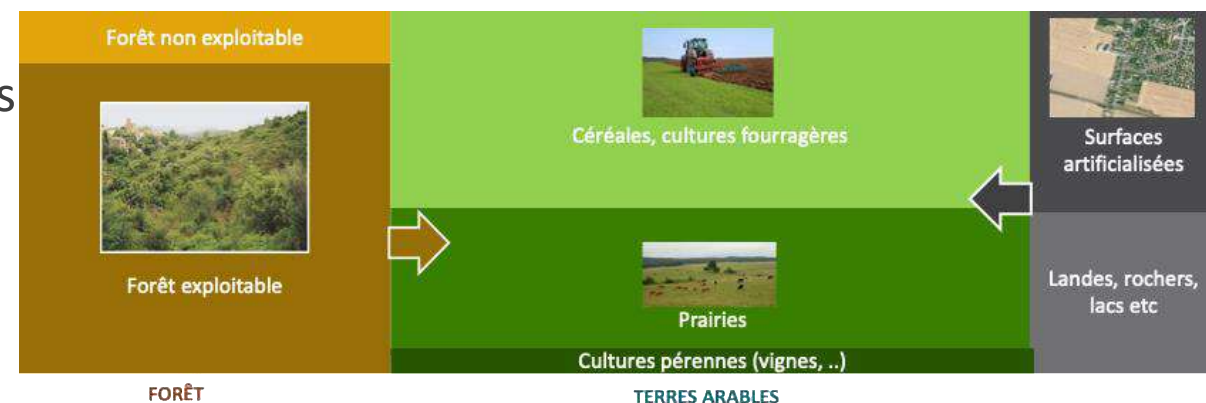 Forêt non exploitable
s
Forêt exploitable
Céréales, cultures fourragères
Prairies
Cultures pérennes (vignes, ..)
Surfaces
artificialisées
Landes, rochers,
lacs etc
FORÊT
TERRES ARABLES